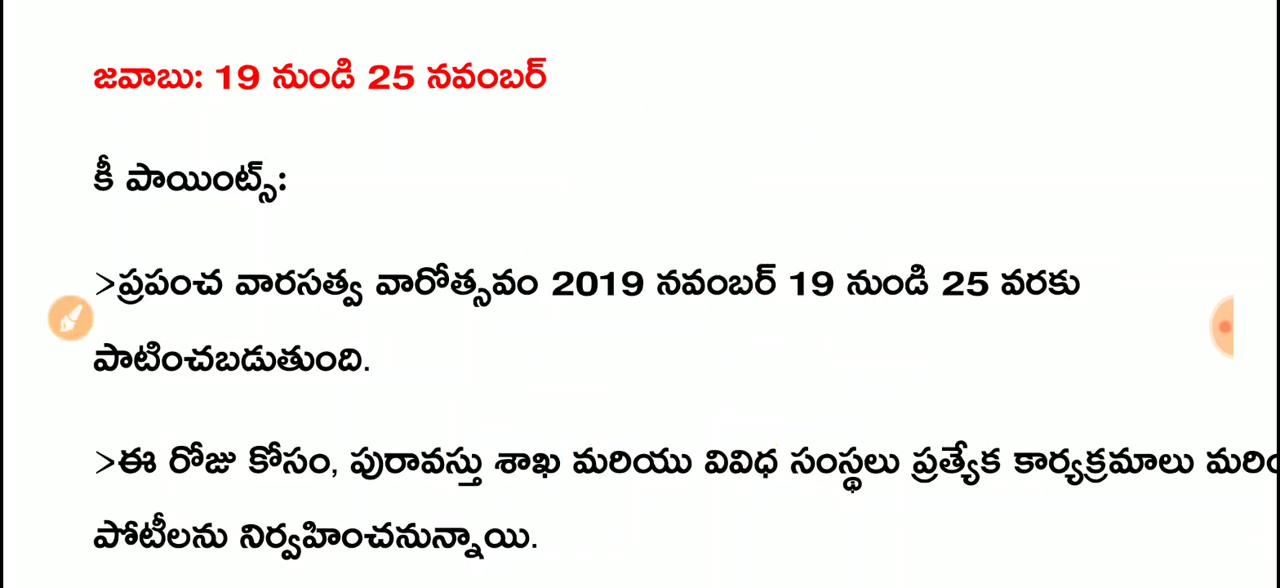 జవాబు: 19 నుండి 25 నవంబర్
కీ పాయింట్స్:
>ప్రపంచ వారసత్వ వారోత్సవం 2019 నవంబర్ 19 నుండి 25 వరకు
పాటించబడుతుంది.
>ఈ రోజు కోసం, పురావస్తు శాఖ మరియు వివిధ సంస్థలు ప్రత్యేక కార్యక్రమాలు
పోటీలను నిర్వహించనున్నాయి.